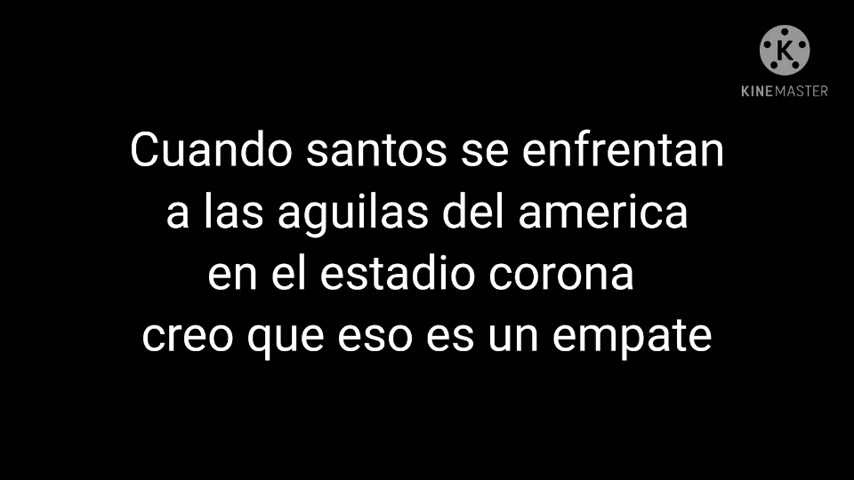 K
KINEMASTER
Cuando santos se enfrentan
a las aguilas del america
en el estadio corona
creo que eso es un empate